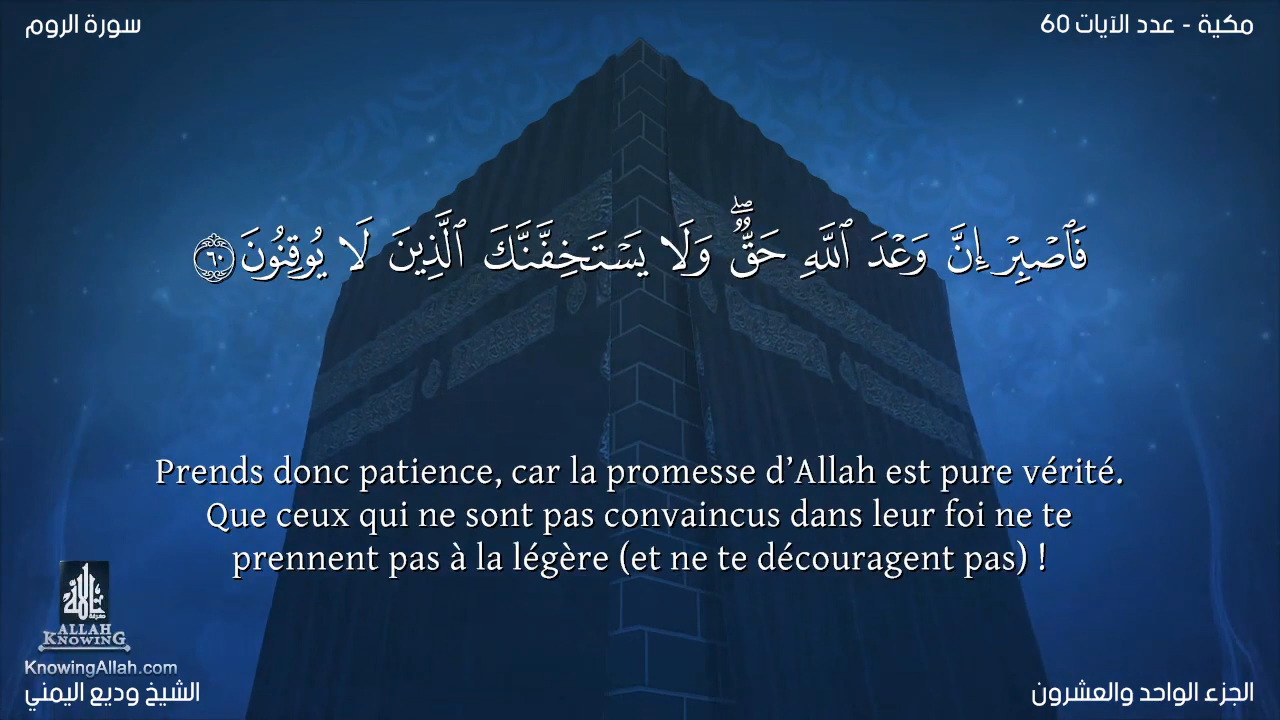 سورة الروم
مكية - عدد الآيات 60
فَٱصۡبِرۡ إِنَّ وَعۡدَ ٱللَّهِ حَقّٞۖ وَلَا يَسۡتَخِفَّنَّكَ ٱلَّذِينَ لَا يُوقِنُونَ ٦٠
Prends donc patience, car la promesse d’Allah est pure vérité.
Que ceux qui ne sont pas convaincus dans leur foi ne te
prennent pas à la légère (et ne te découragent pas) !
معرفة الله
ALLAH
KNOWING
KnowingAllah.com
الشيخ وديع اليمني
الجزء الواحد والعشرون